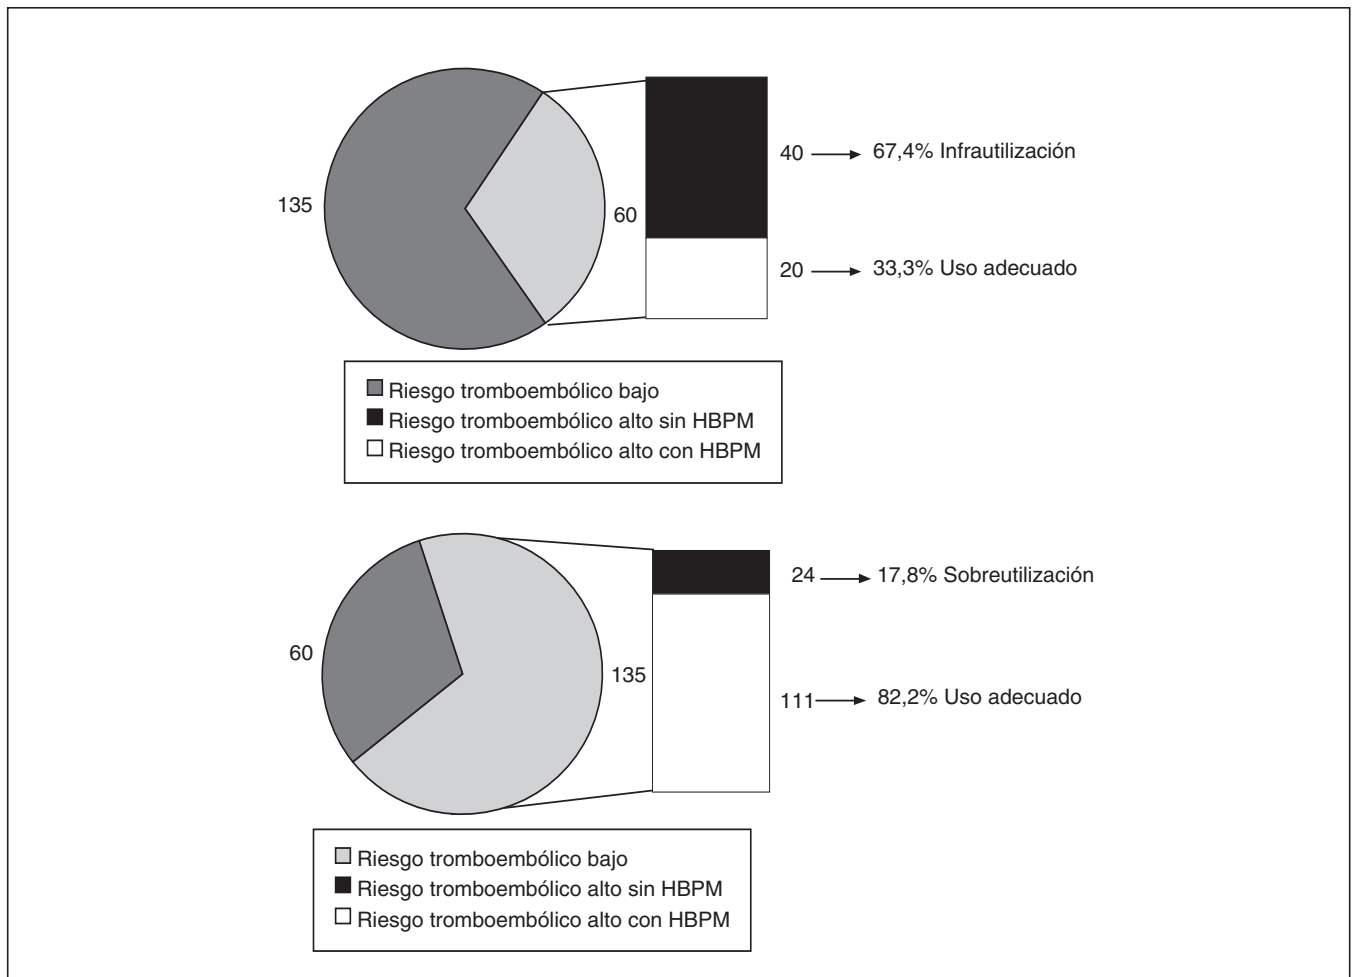 135
60
40 → 67,4% Infrautilización
20 → 33,3% Uso adecuado
Riesgo tromboembólico bajo
Riesgo tromboembólico alto sin HBPM
Riesgo tromboembólico alto con HBPM
60
135
24 → 17,8% Sobreutilización
111 → 82,2% Uso adecuado
Riesgo tromboembólico bajo
Riesgo tromboembólico alto sin HBPM
Riesgo tromboembólico alto con HBPM